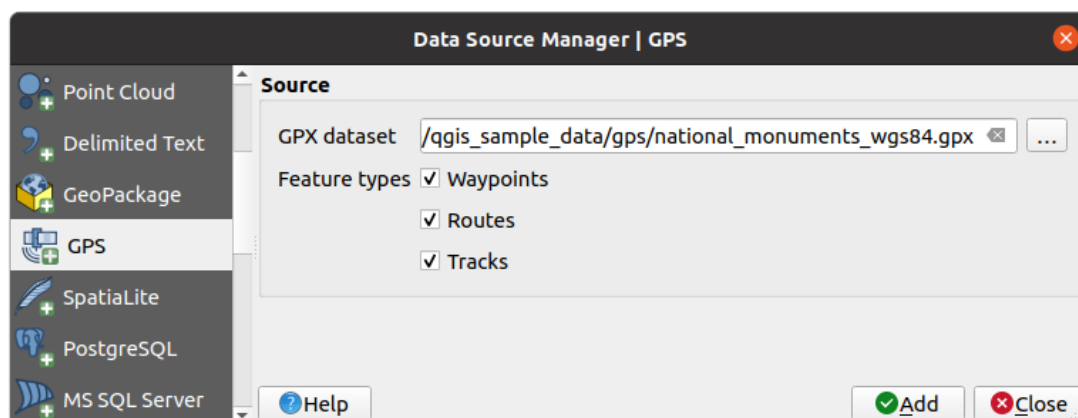 Data Source Manager | GPS
Point Cloud
Delimited Text
GeoPackage
GPS
SpatiaLite
PostgreSQL
MS SQL Server
Source
GPX dataset /qgis_sample_data/gps/national_monuments_wgs84.gpx ...
Feature types Waypoints
Routes
Tracks
Help Add Close